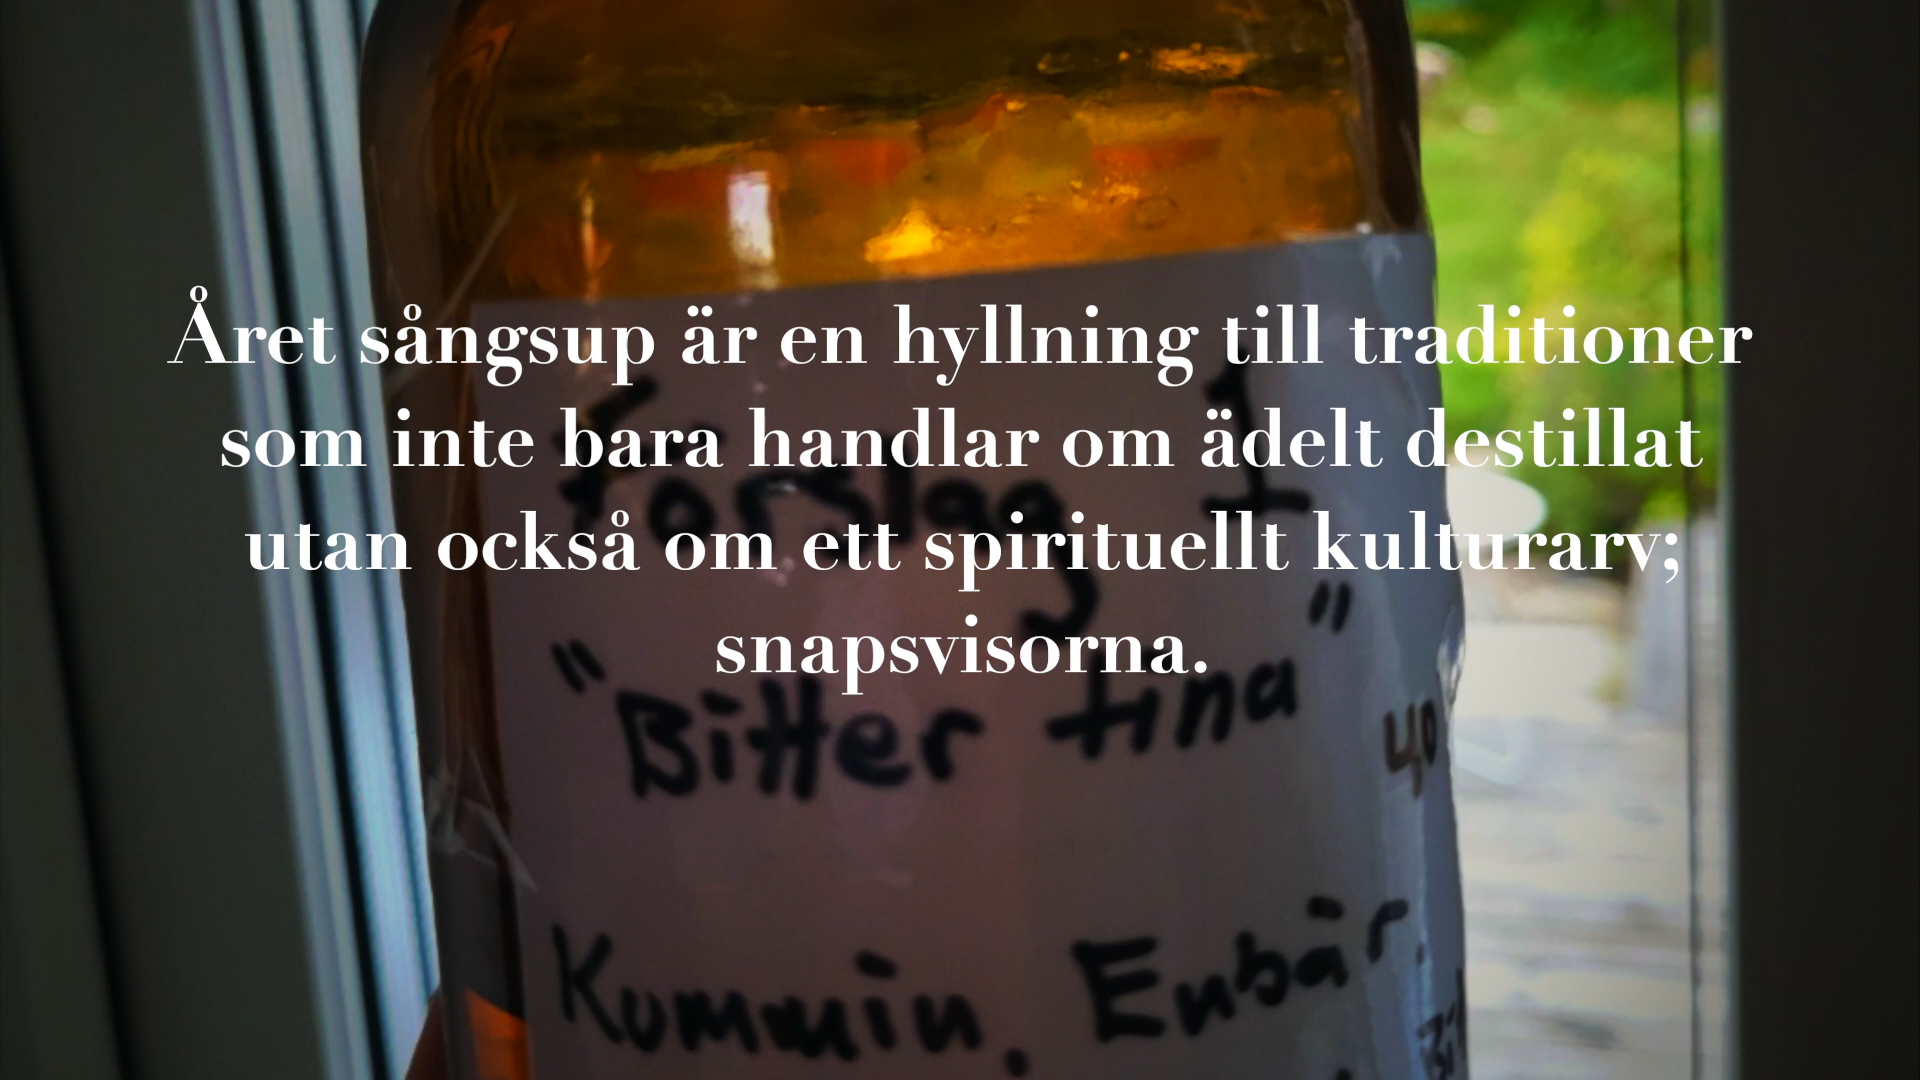 Året sångsup är en hyllning till traditioner
som inte bara handlar om ädelt destillat
utan också om ett spirituellt kulturarv;
snapsvisorna.
Förslag 1
"Bitter tina"
40
Kummin, Enbär,